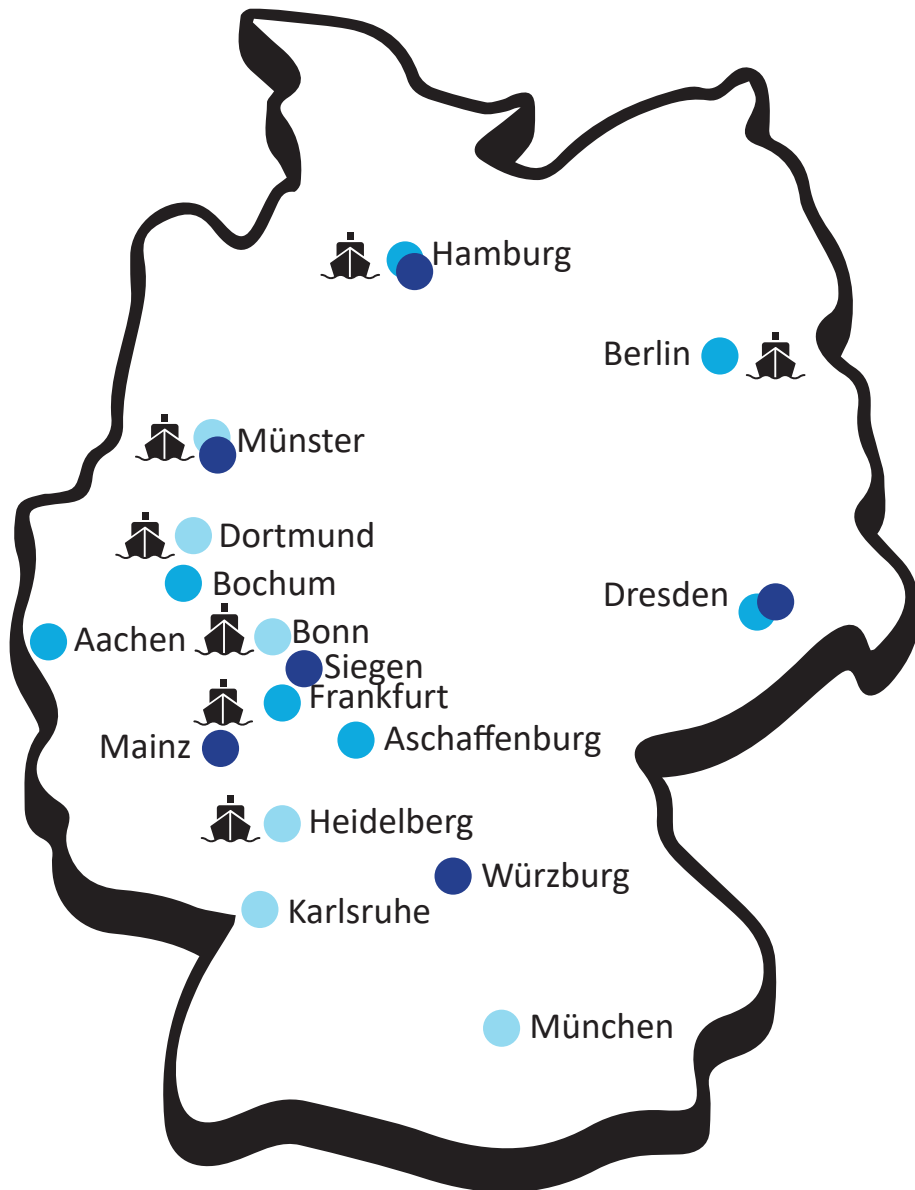 Hamburg
Berlin
Münster
Dortmund
Bochum
Dresden
Aachen
Bonn
Siegen
Frankfurt
Mainz
Aschaffenburg
Heidelberg
Würzburg
Karlsruhe
München